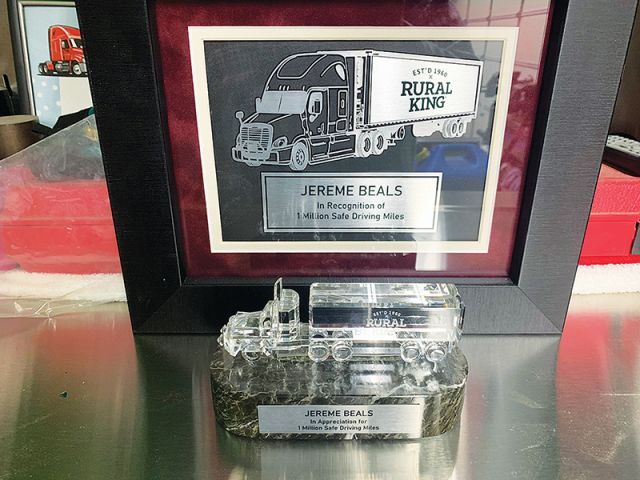 EST'D 1960
RURAL
KING
JEREME BEALS
In Recognition of
1 Million Safe Driving Miles
EST'D 1960
RURAL
JEREME BEALS
In Appreciation for
1 Million Safe Driving Miles